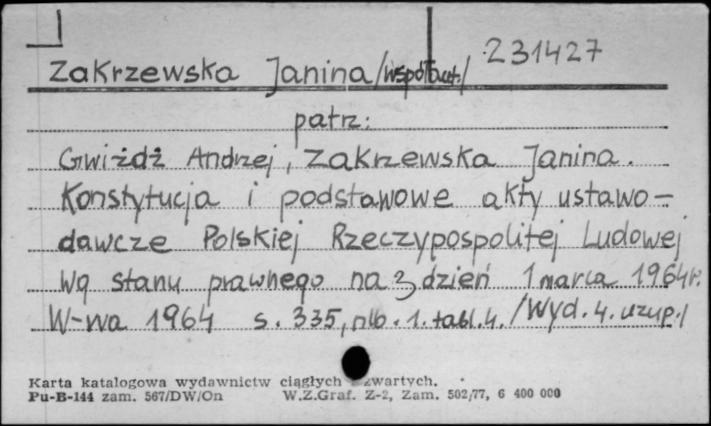 231427
Zakrzewska Janina /współaut./
patrz:
Gwiżdż Andrzej, Zakrzewska Janina.
Konstytucja i podstawowe akty ustawo-
dawcze Polskiej Rzeczypospolitej Ludowej
Wg stanu prawnego na dzień 1 marca 1964r.
W-wa 1964 s. 335, nlb. 1. tabl. 4. /Wyd. 4. uzup./
Karta katalogowa wydawnictw ciągłych zwartych.
Pu-B-144 zam. 567/DW/On W.Z.Graf. Z-2, Zam. 502/77, 6 400 000